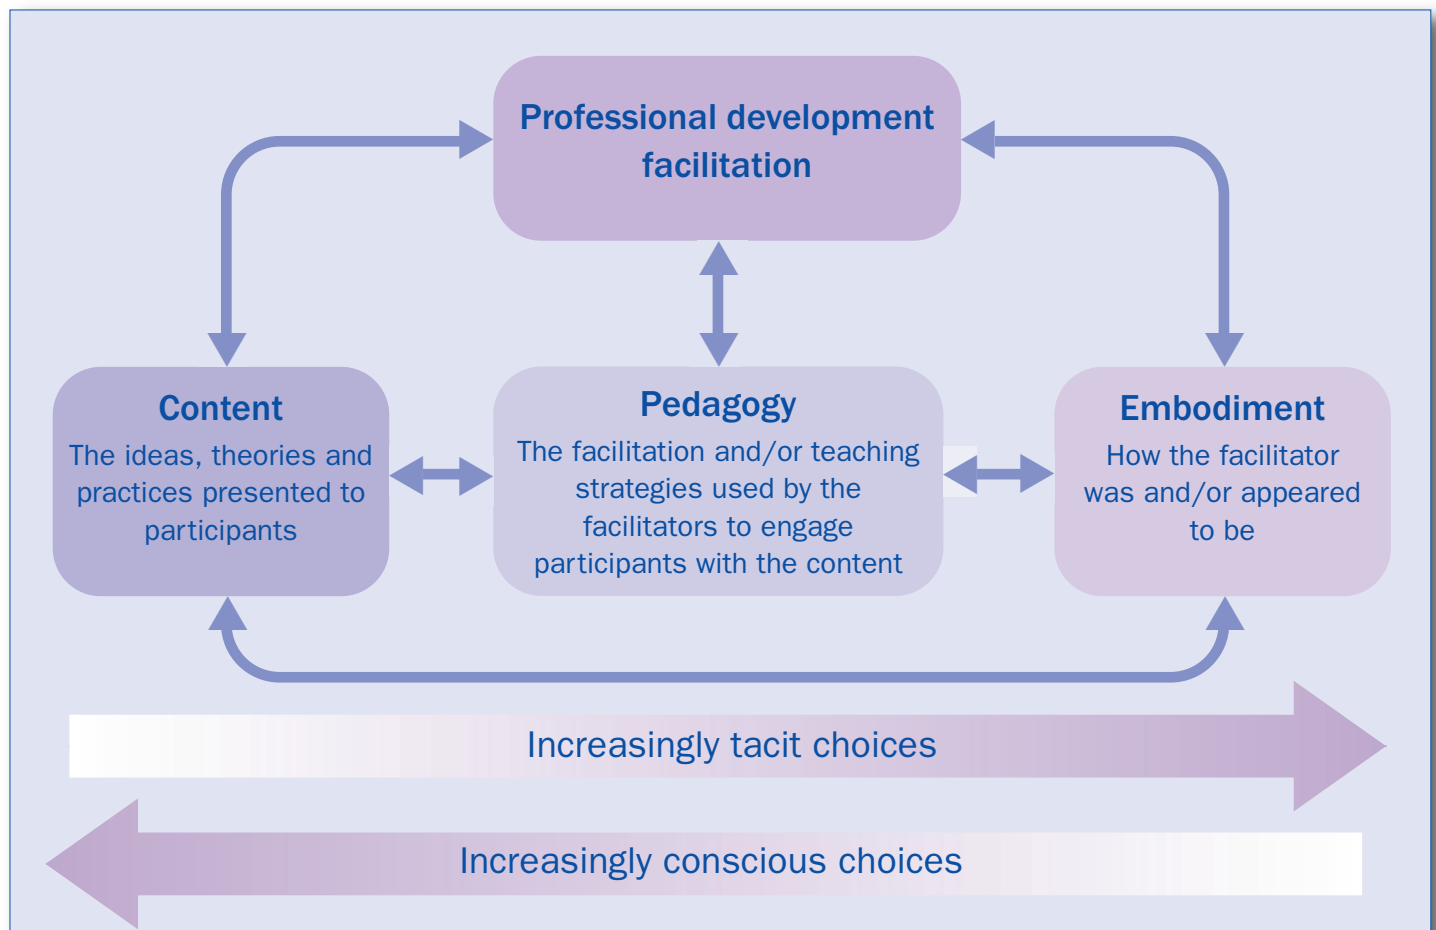 Professional development
facilitation
Content
The ideas, theories and
practices presented to
participants
Pedagogy
The facilitation and/or teaching
strategies used by the
facilitators to engage
participants with the content
Embodiment
How the facilitator
was and/or appeared
to be
Increasingly tacit choices
Increasingly conscious choices